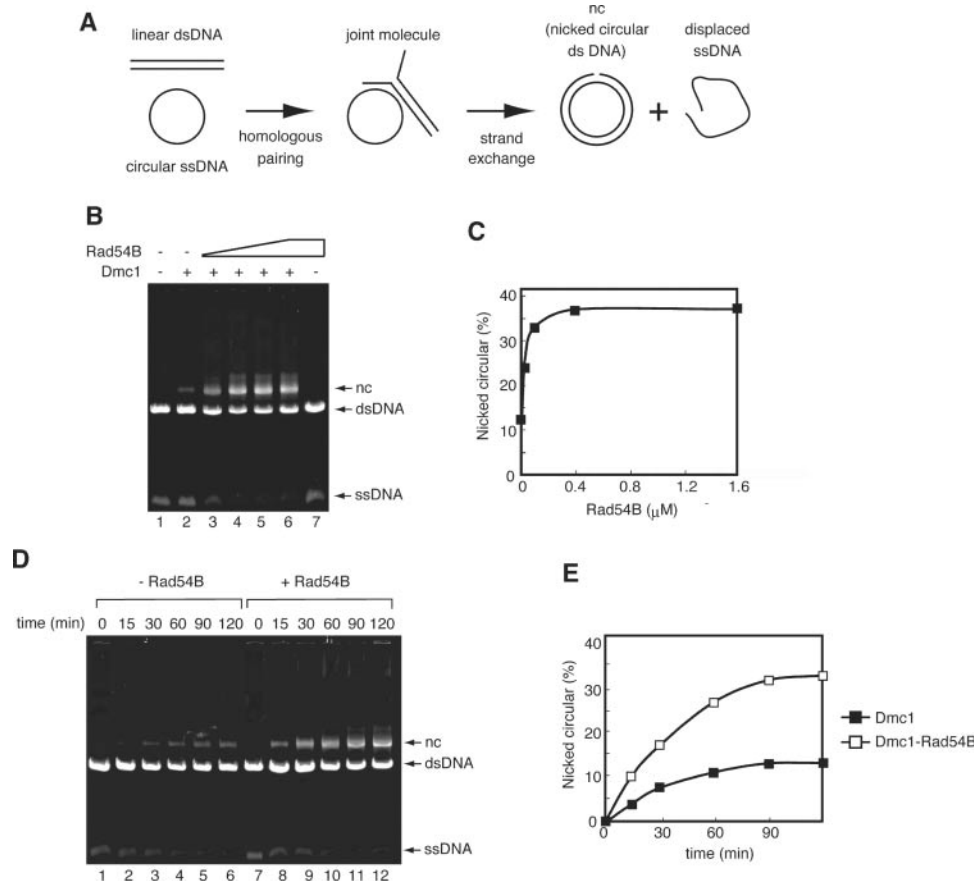 A
linear dsDNA
circular ssDNA
homologous
pairing
joint molecule
strand
exchange
nc
(nicked circular
ds DNA)
+
displaced
ssDNA
B
Rad54B - - -
Dmc1 - + + + + + -
nc
dsDNA
ssDNA
1 2 3 4 5 6 7
C
Nicked circular (%)
40
30
20
10
0
0 0.4 0.8 1.2 1.6
Rad54B (μM)
D
- Rad54B + Rad54B
time (min) 0 15 30 60 90 120 0 15 30 60 90 120
nc
dsDNA
ssDNA
1 2 3 4 5 6 7 8 9 10 11 12
E
Nicked circular (%)
40
30
20
10
0
0 30 60 90
time (min)
Dmc1
Dmc1-Rad54B